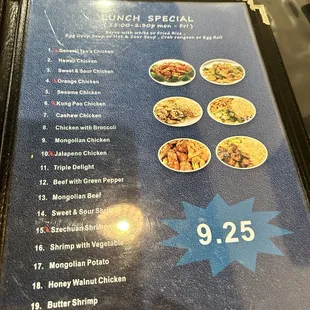 LUNCH SPECIAL
Serve with white or Fried Rice
Egg Drop Soup or Hot & Sour Soup, Crab rangoon or Egg Roll
1. General Tso's Chicken
2. Hawaii Chicken
3. Sweet & Sour Chicken
4. Orange Chicken
5. Sesame Chicken
6. Kung Pao Chicken
7. Cashew Chicken
8. Chicken with Broccoli
9. Mongolian Chicken
10. Jalapeno Chicken
11. Triple Delight
12. Beef with Green Pepper
13. Mongolian Beef
14. Sweet & Sour Shrimp
15. Szechuan Shrimp
16. Shrimp with Vegetable
17. Mongolian Potato
18. Honey Walnut Chicken
19. Butter Shrimp
9.25